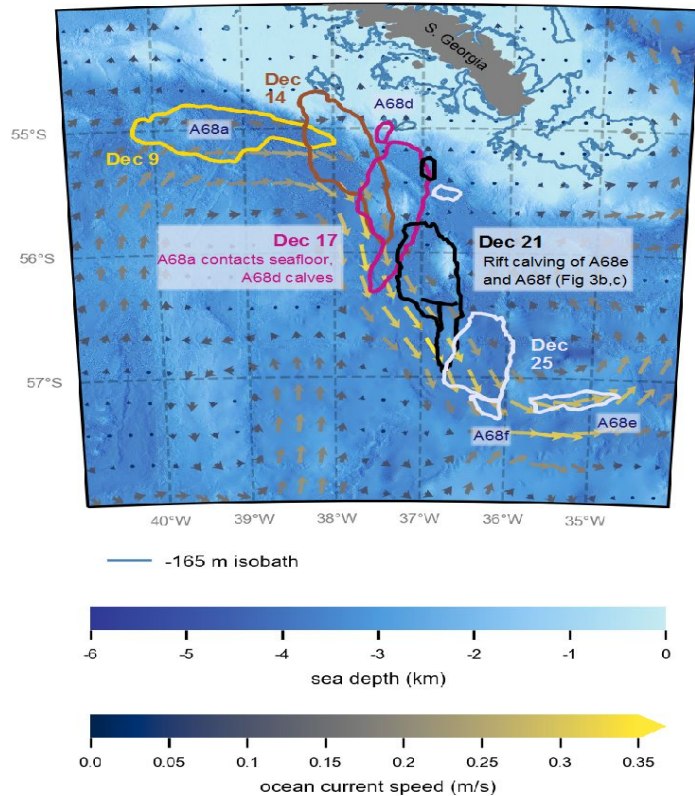 S. Georgia
Dec
14
A68d
55°S
A68a
Dec 9
Dec 17
A68a contacts seafloor,
A68d calves
Dec 21
Rift calving of A68e
and A68f (Fig 3b,c)
56°S
Dec
25
57°S
A68e
A68f
40°W 39°W 38°W 37°W 36°W 35°W
-165 m isobath
-6 -5 -4 -3 -2 -1 0
sea depth (km)
0.0 0.05 0.1 0.15 0.2 0.25 0.3 0.35
ocean current speed (m/s)